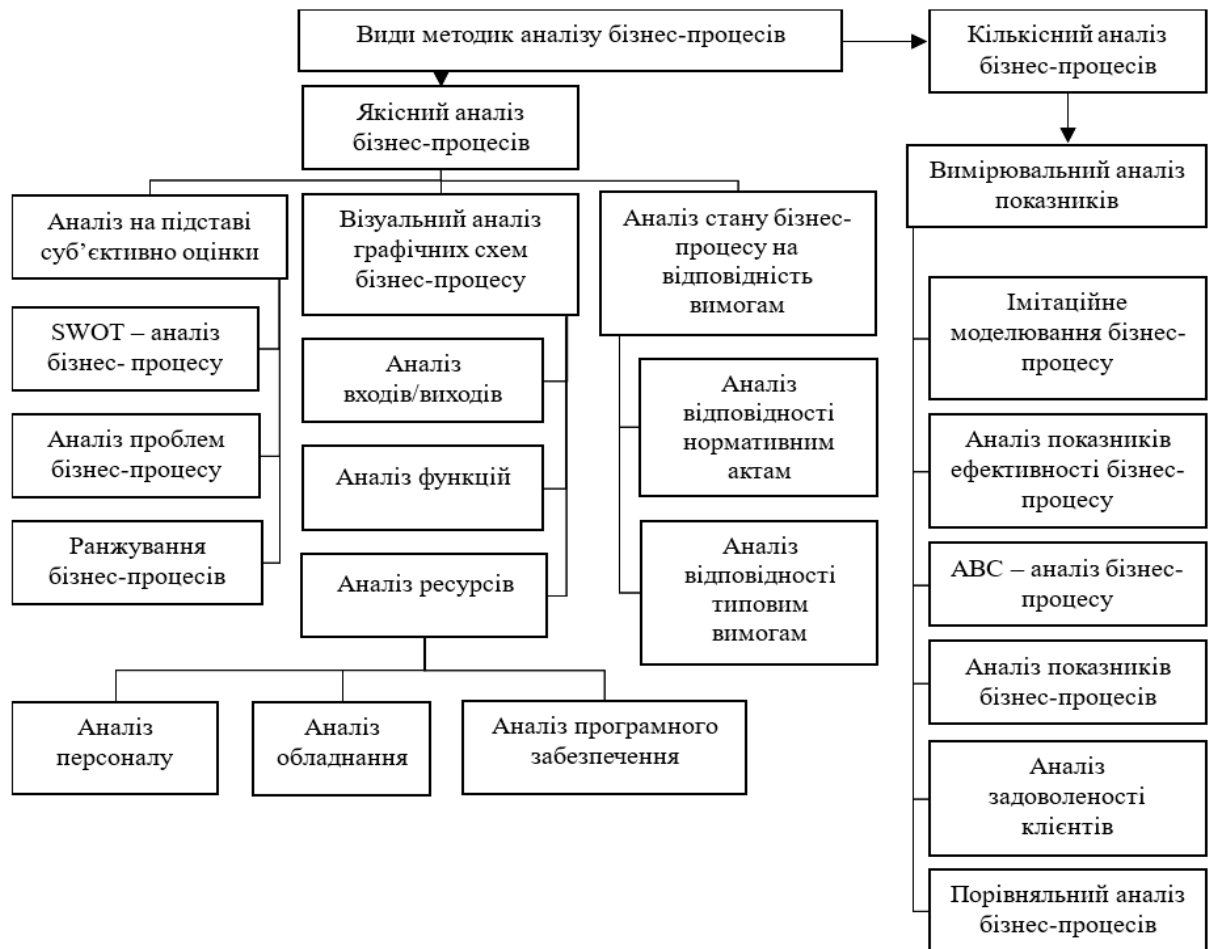 Види методик аналізу бізнес-процесів
Кількісний аналіз
бізнес-процесів
Якісний аналіз
бізнес-процесів
Вимірювальний аналіз
показників
Аналіз на підставі
суб’єктивно оцінки
Візуальний аналіз
графічних схем
бізнес-процесу
Аналіз стану бізнес-
процесу на
відповідність
вимогам
SWOT – аналіз
бізнес- процесу
Аналіз проблем
бізнес-процесу
Ранжування
бізнес-процесів
Аналіз
входів/виходів
Аналіз функцій
Аналіз ресурсів
Аналіз
відповідності
нормативним
актам
Аналіз
відповідності
типовим
вимогам
Аналіз
персоналу
Аналіз
обладнання
Аналіз програмного
забезпечення
Імітаційне
моделювання бізнес-
процесу
Аналіз показників
ефективності бізнес-
процесу
АВС – аналіз бізнес-
процесу
Аналіз показників
бізнес-процесів
Аналіз
задоволеності
клієнтів
Порівняльний аналіз
бізнес-процесів